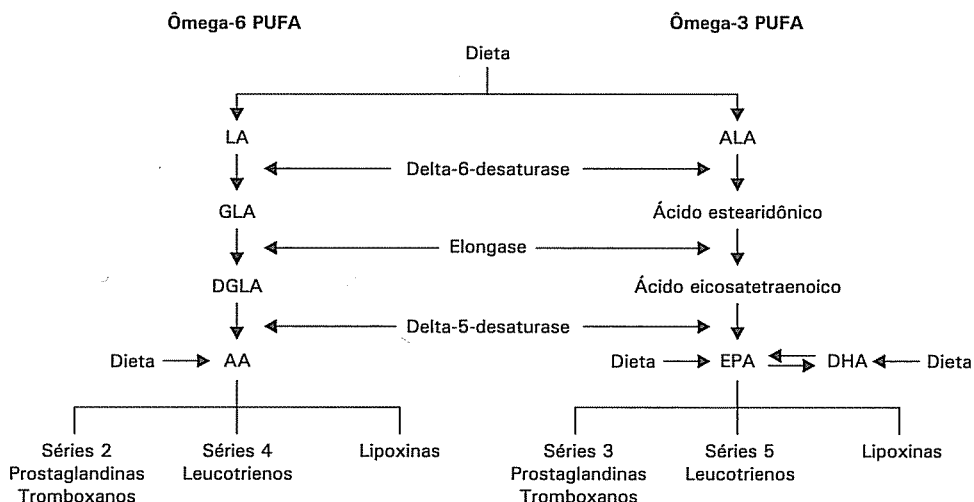 Ômega-6 PUFA
Ômega-3 PUFA
Dieta
LA
ALA
Delta-6-desaturase
GLA
Ácido estearidônico
Elongase
DGLA
Ácido eicosatetraenoico
Delta-5-desaturase
Dieta
AA
Dieta
EPA
DHA
Dieta
Séries 2
Prostaglandinas
Tromboxanos
Séries 4
Leucotrienos
Lipoxinas
Séries 3
Prostaglandinas
Tromboxanos
Séries 5
Leucotrienos
Lipoxinas